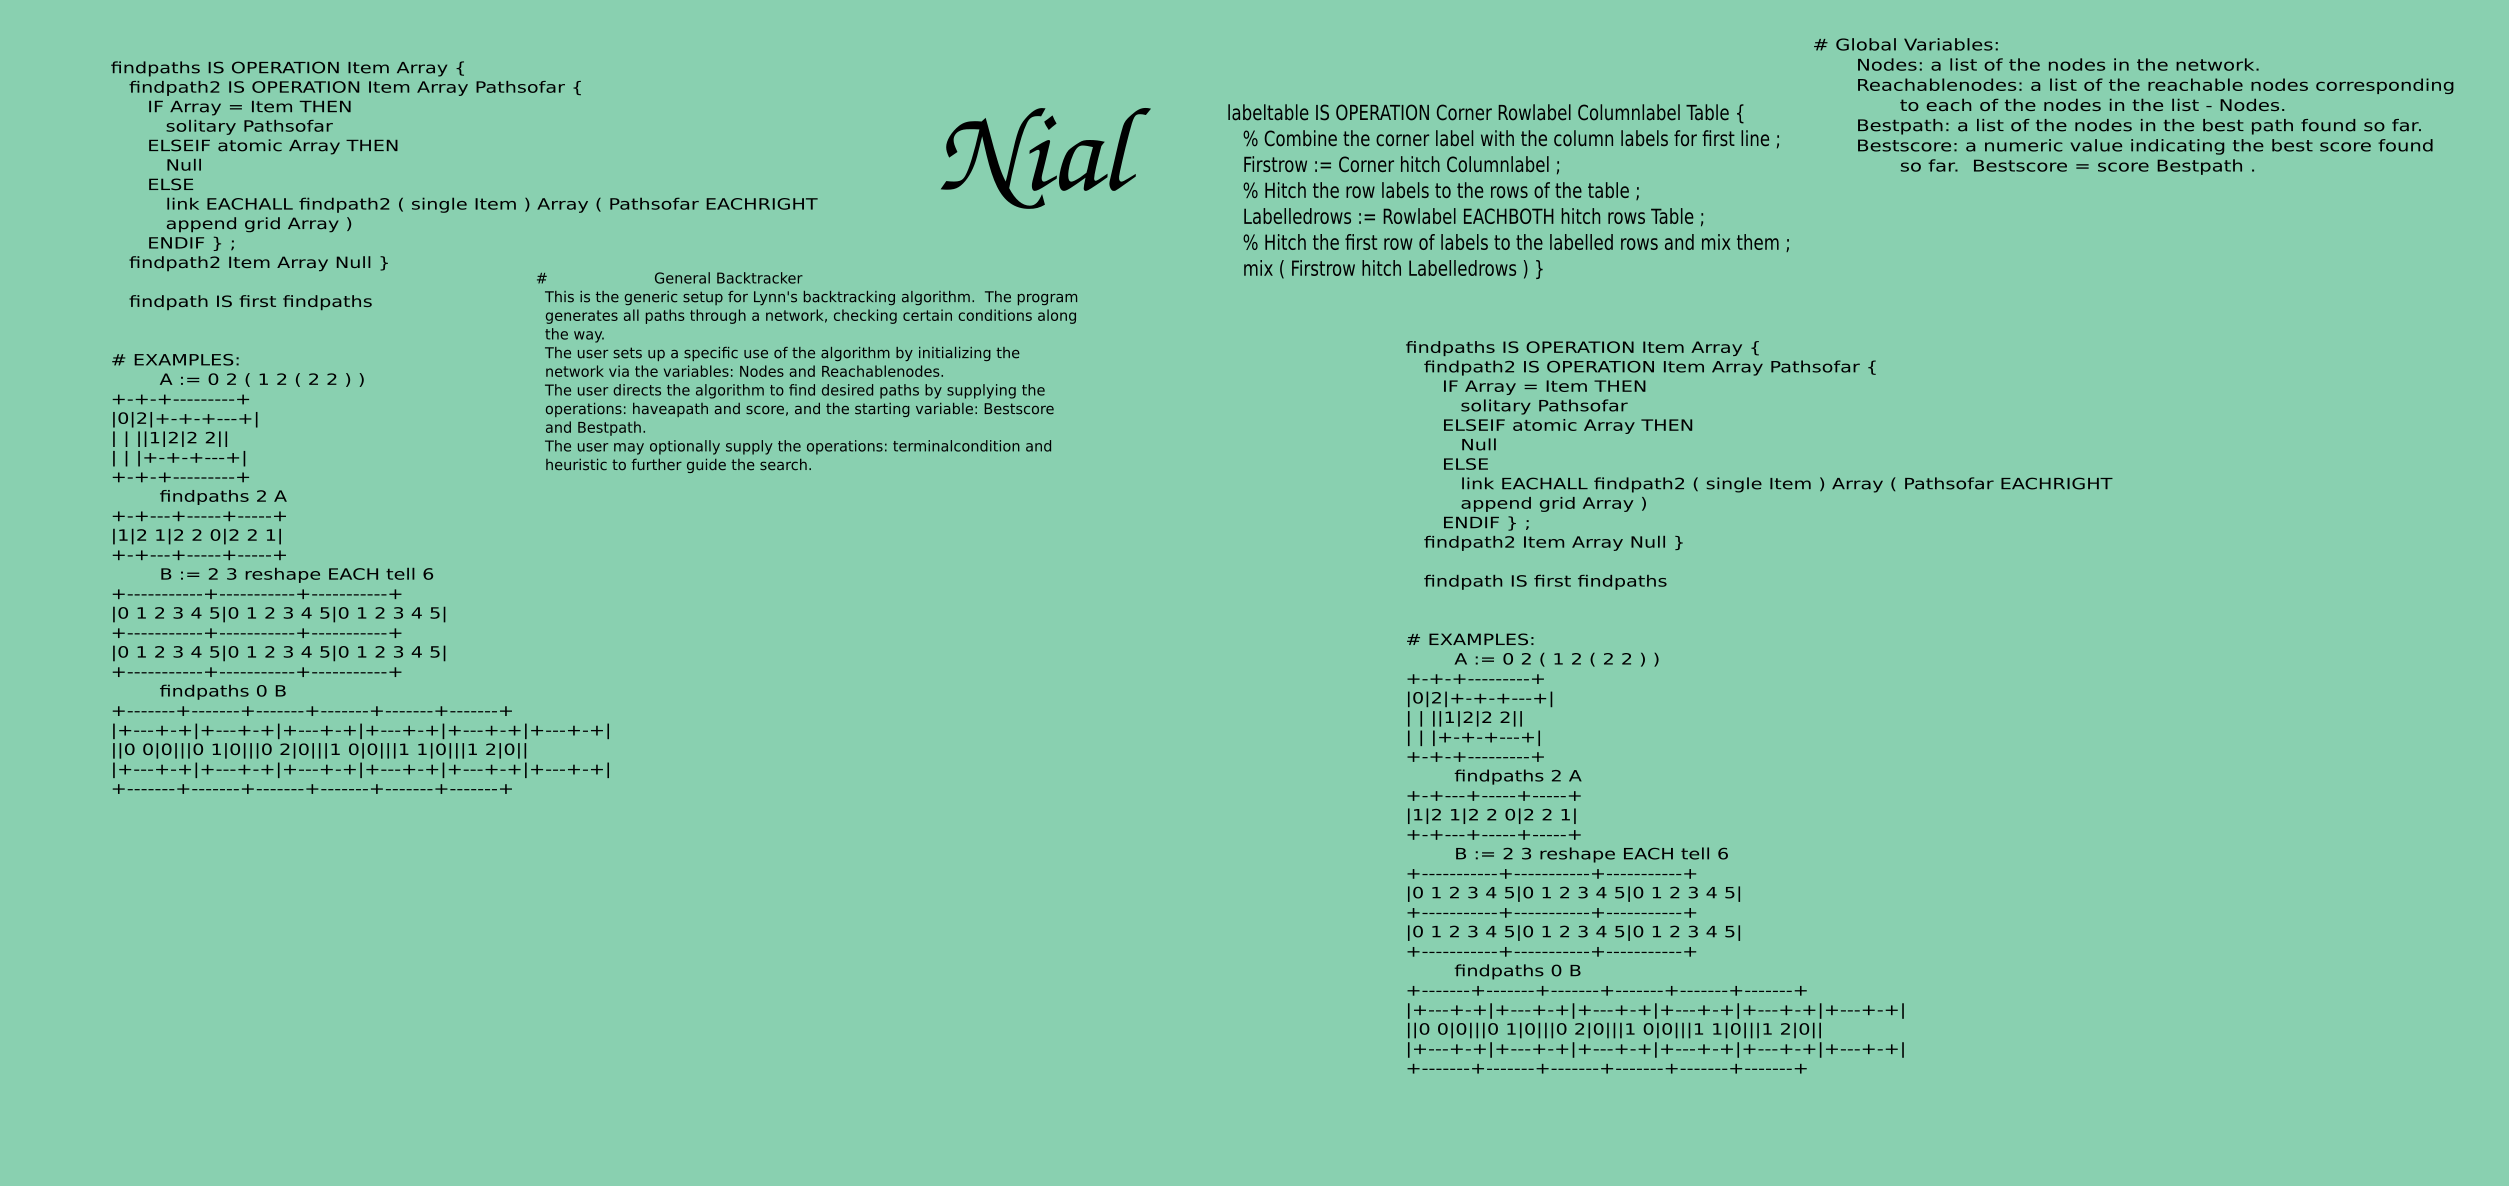 findpaths IS OPERATION Item Array {
findpath2 IS OPERATION Item Array Pathsofar {
IF Array = Item THEN
solitary Pathsofar
ELSEIF atomic Array THEN
Null
ELSE
link EACHALL findpath2 ( single Item ) Array ( Pathsofar EACHRIGHT
append grid Array )
ENDIF } ;
findpath2 Item Array Null }
findpath IS first findpaths
# EXAMPLES:
A := 0 2 ( 1 2 ( 2 2 ) )
+-+-+---------+
|0|2|+-+-+---+|
| | ||1|2|2 2||
| | |+-+-+---+|
+-+-+---------+
findpaths 2 A
+-+---+-----+-----+
|1|2 1|2 2 0|2 2 1|
+-+---+-----+-----+
B := 2 3 reshape EACH tell 6
+-----------+-----------+-----------+
|0 1 2 3 4 5|0 1 2 3 4 5|0 1 2 3 4 5|
+-----------+-----------+-----------+
|0 1 2 3 4 5|0 1 2 3 4 5|0 1 2 3 4 5|
+-----------+-----------+-----------+
findpaths 0 B
+-------+-------+-------+-------+-------+-------+
|+---+-+|+---+-+|+---+-+|+---+-+|+---+-+|+---+-+|
||0 0|0|||0 1|0|||0 2|0|||1 0|0|||1 1|0|||1 2|0||
|+---+-+|+---+-+|+---+-+|+---+-+|+---+-+|+---+-+|
+-------+-------+-------+-------+-------+-------+
Nial
# General Backtracker
This is the generic setup for Lynn's backtracking algorithm. The program
generates all paths through a network, checking certain conditions along
the way.
The user sets up a specific use of the algorithm by initializing the
network via the variables: Nodes and Reachablenodes.
The user directs the algorithm to find desired paths by supplying the
operations: haveapath and score, and the starting variable: Bestscore
and Bestpath.
The user may optionally supply the operations: terminalcondition and
heuristic to further guide the search.
labeltable IS OPERATION Corner Rowlabel Columnlabel Table {
% Combine the corner label with the column labels for first line ;
Firstrow := Corner hitch Columnlabel ;
% Hitch the row labels to the rows of the table ;
Labelledrows := Rowlabel EACHBOTH hitch rows Table ;
% Hitch the first row of labels to the labelled rows and mix them ;
mix ( Firstrow hitch Labelledrows ) }
# Global Variables:
Nodes: a list of the nodes in the network.
Reachablenodes: a list of the reachable nodes corresponding
to each of the nodes in the list - Nodes.
Bestpath: a list of the nodes in the best path found so far.
Bestscore: a numeric value indicating the best score found
so far. Bestscore = score Bestpath .
findpaths IS OPERATION Item Array {
findpath2 IS OPERATION Item Array Pathsofar {
IF Array = Item THEN
solitary Pathsofar
ELSEIF atomic Array THEN
Null
ELSE
link EACHALL findpath2 ( single Item ) Array ( Pathsofar EACHRIGHT
append grid Array )
ENDIF } ;
findpath2 Item Array Null }
findpath IS first findpaths
# EXAMPLES:
A := 0 2 ( 1 2 ( 2 2 ) )
+-+-+---------+
|0|2|+-+-+---+|
| | ||1|2|2 2||
| | |+-+-+---+|
+-+-+---------+
findpaths 2 A
+-+---+-----+-----+
|1|2 1|2 2 0|2 2 1|
+-+---+-----+-----+
B := 2 3 reshape EACH tell 6
+-----------+-----------+-----------+
|0 1 2 3 4 5|0 1 2 3 4 5|0 1 2 3 4 5|
+-----------+-----------+-----------+
|0 1 2 3 4 5|0 1 2 3 4 5|0 1 2 3 4 5|
+-----------+-----------+-----------+
findpaths 0 B
+-------+-------+-------+-------+-------+-------+
|+---+-+|+---+-+|+---+-+|+---+-+|+---+-+|+---+-+|
||0 0|0|||0 1|0|||0 2|0|||1 0|0|||1 1|0|||1 2|0||
|+---+-+|+---+-+|+---+-+|+---+-+|+---+-+|+---+-+|
+-------+-------+-------+-------+-------+-------+